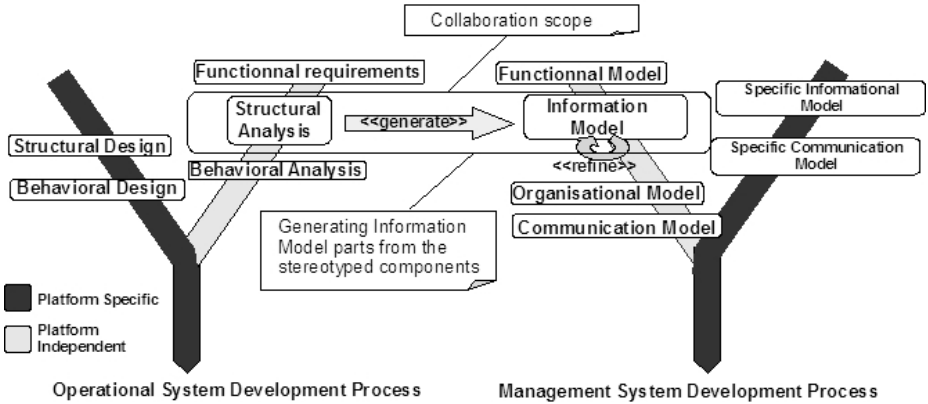 Collaboration scope
Functionnal requirements
Functionnal Model
Specific Informational
Model
Structural
Analysis
<<generate>>
Information
Model
Structural Design
Behavioral Analysis
<<refine>>
Specific Communication
Model
Behavioral Design
Organisational Model
Communication Model
Generating Information
Model parts from the
stereotyped components
Platform Specific
Platform
Independent
Operational System Development Process
Management System Development Process